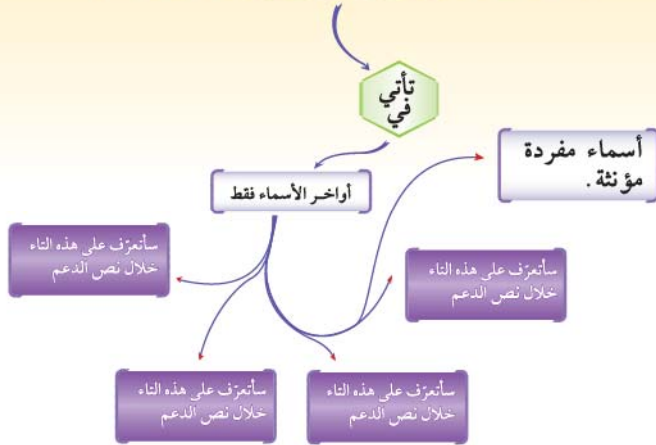 تأتي
في
أسماء مفردة
مؤنثة.
أواخر الأسماء فقط
سأتعرّف على هذه التاء
خلال نص الدعم
سأتعرّف على هذه التاء
خلال نص الدعم
سأتعرّف على هذه التاء
خلال نص الدعم
سأتعرّف على هذه التاء
خلال نص الدعم